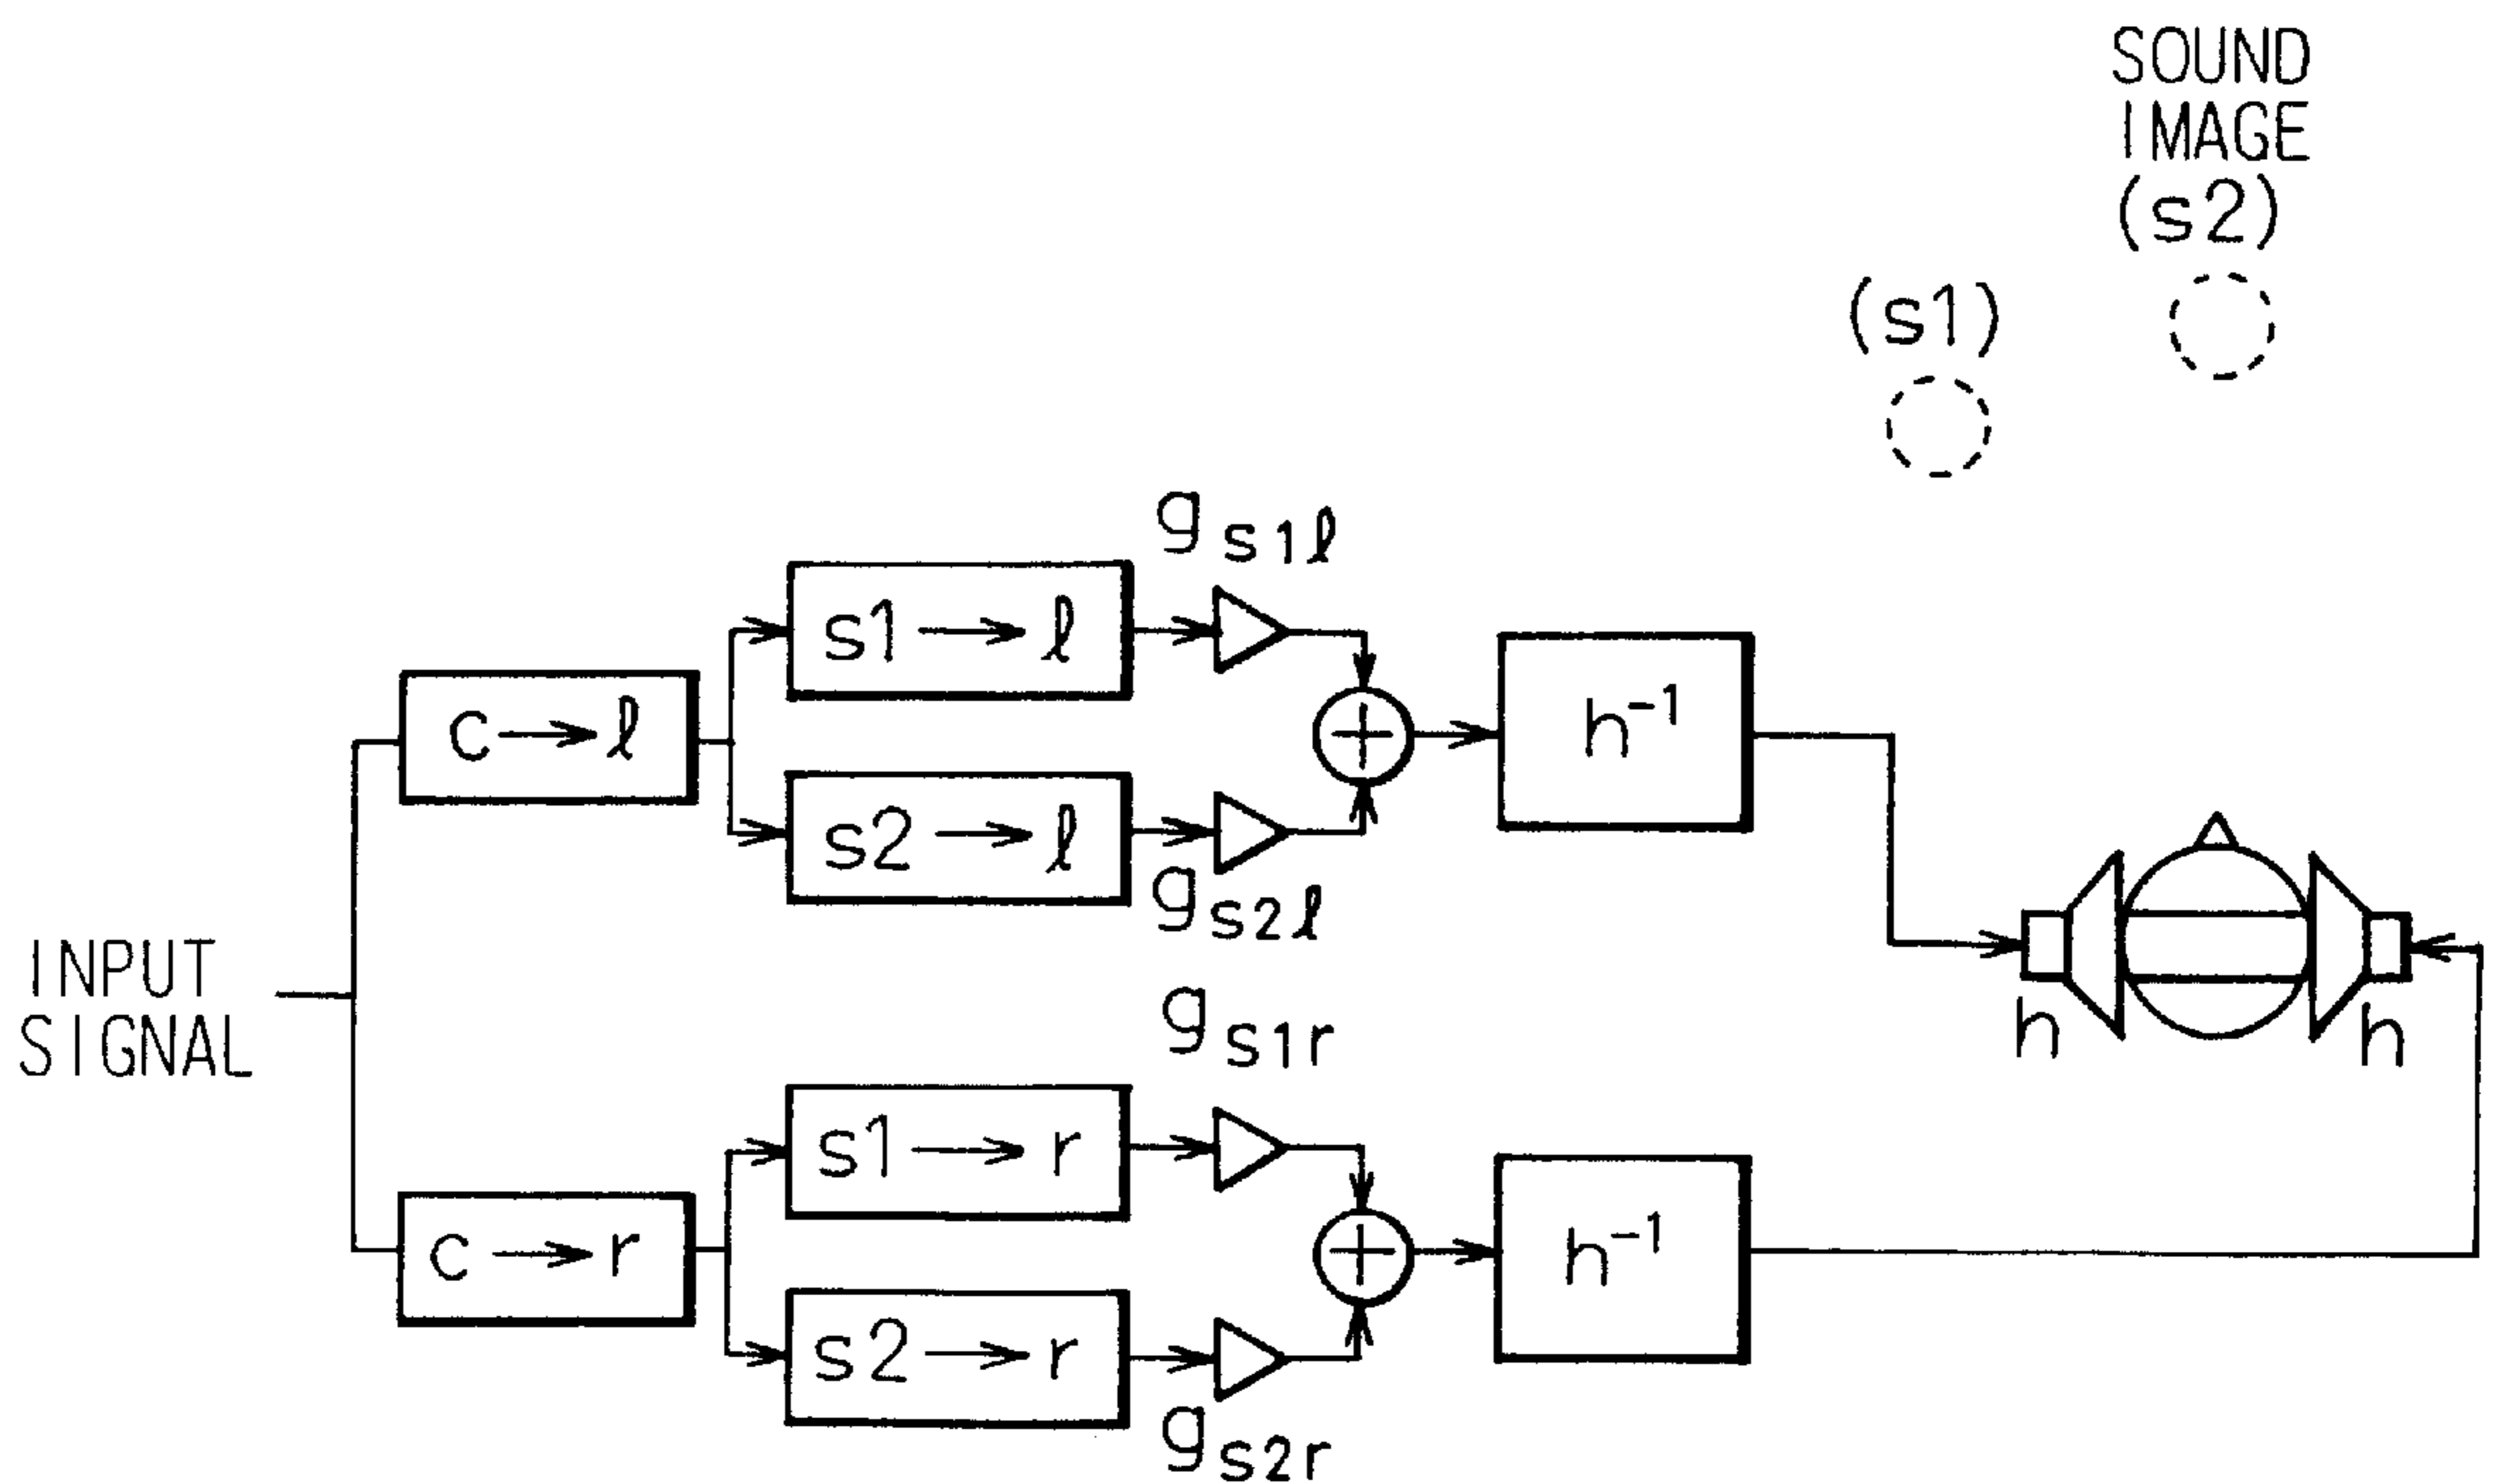 SOUND
IMAGE
(s2)
(s1)
g s1ℓ
s1 → ℓ
c → ℓ
h⁻¹
s2 → ℓ
g s2ℓ
INPUT
SIGNAL
g s1r
h
h
s1 → r
c → r
h⁻¹
s2 → r
g s2r